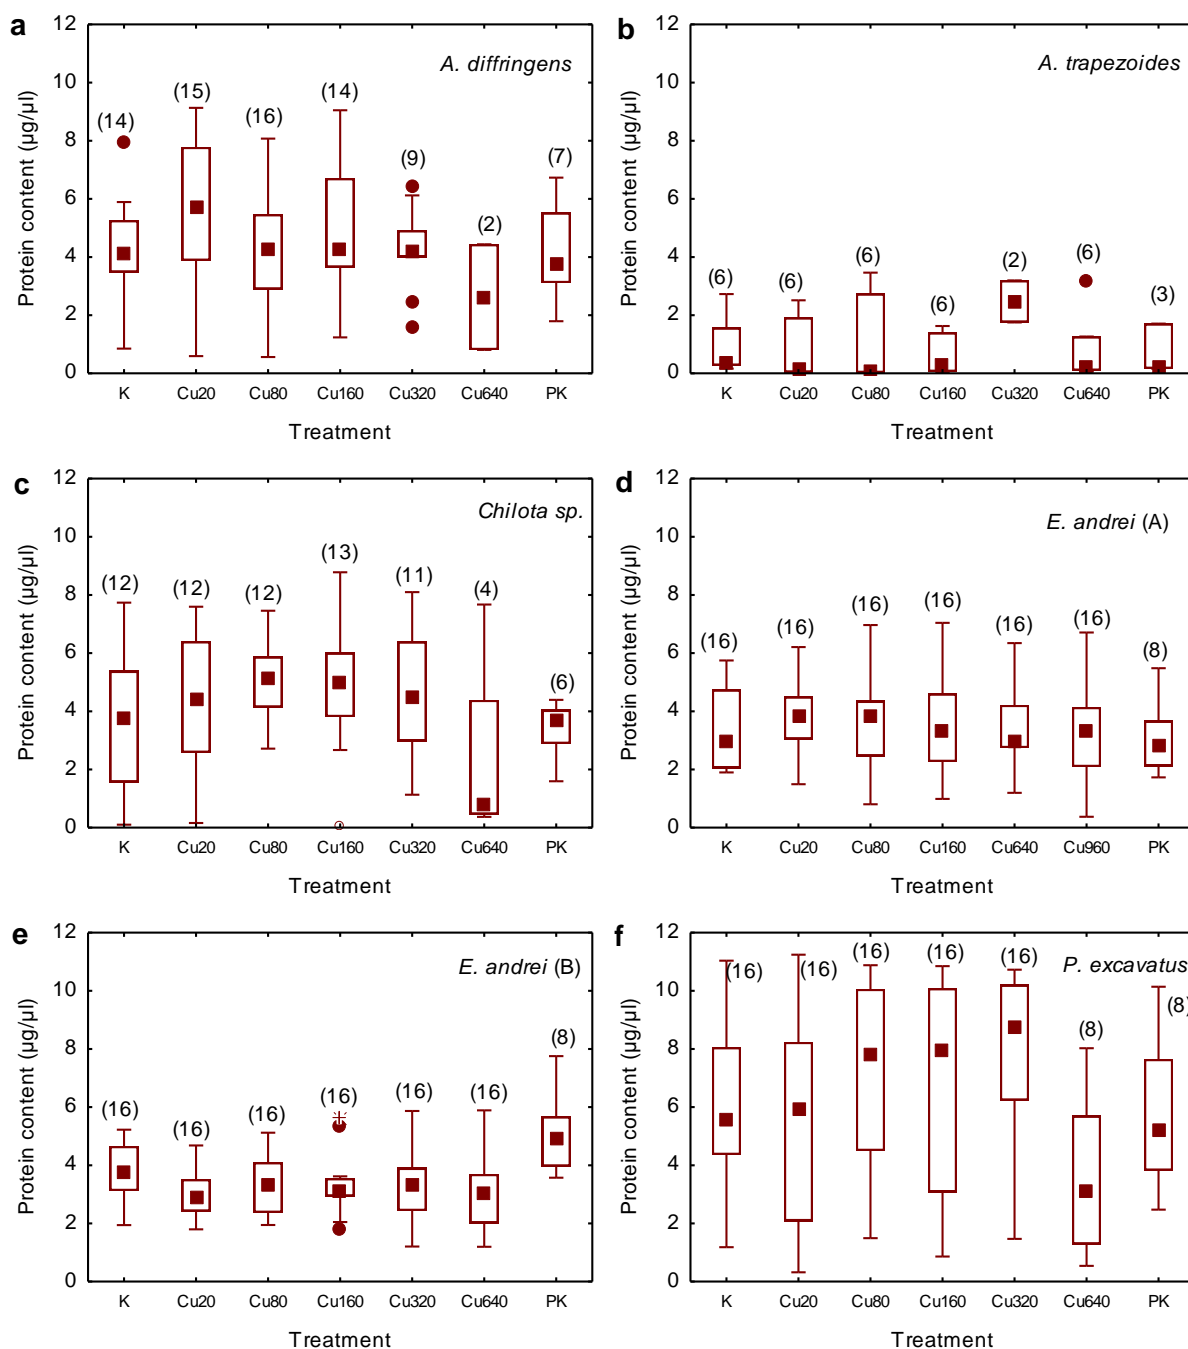 a
12
10
8
6
4
2
0
Protein content (µg/µl)
A. diffringens
(14)
(15)
(16)
(14)
(9)
(2)
(7)
K Cu20 Cu80 Cu160 Cu320 Cu640 PK
Treatment
b
12
10
8
6
4
2
0
Protein content (µg/µl)
A. trapezoides
(6)
(6)
(6)
(6)
(2)
(6)
(3)
K Cu20 Cu80 Cu160 Cu320 Cu640 PK
Treatment
c
12
10
8
6
4
2
0
Protein content (µg/µl)
Chilota sp.
(12)
(12)
(12)
(13)
(11)
(4)
(6)
K Cu20 Cu80 Cu160 Cu320 Cu640 PK
Treatment
d
12
10
8
6
4
2
0
Protein content (µg/µl)
E. andrei (A)
(16)
(16)
(16)
(16)
(16)
(16)
(8)
K Cu20 Cu80 Cu160 Cu640 Cu960 PK
Treatment
e
12
10
8
6
4
2
0
Protein content (µg/µl)
E. andrei (B)
(16)
(16)
(16)
(16)
(16)
(16)
(8)
K Cu20 Cu80 Cu160 Cu320 Cu640 PK
Treatment
f
12
10
8
6
4
2
0
Protein content (µg/µl)
P. excavatus
(16)
(16)
(16)
(16)
(16)
(8)
(8)
K Cu20 Cu80 Cu160 Cu320 Cu640 PK
Treatment